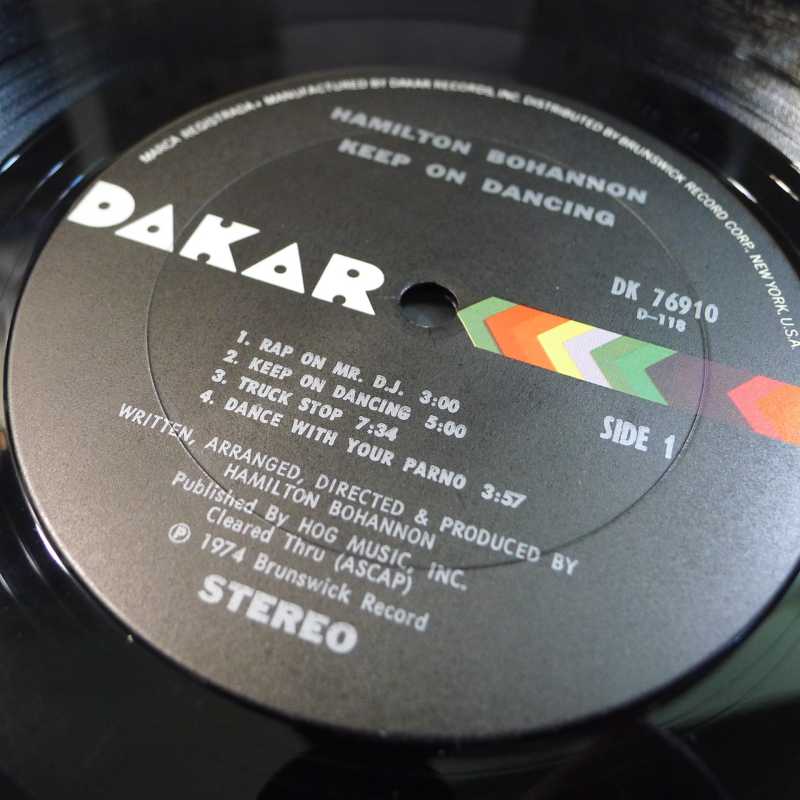 MARCA REGISTRADA • MANUFACTURED BY DAKAR RECORDS, INC. DISTRIBUTED BY BRUNSWICK RECORD CORP. NEW YORK, U.S.A.
HAMILTON BOHANNON
KEEP ON DANCING
DAKAR
DK 76910
D-118
SIDE 1
1. RAP ON MR. D.J. 3:00
2. KEEP ON DANCING 5:00
3. TRUCK STOP 7:34
4. DANCE WITH YOUR PARNO 3:57
WRITTEN, ARRANGED, DIRECTED & PRODUCED BY
HAMILTON BOHANNON
Published By HOG MUSIC, INC.
Cleared Thru (ASCAP)
℗ 1974 Brunswick Record
STEREO